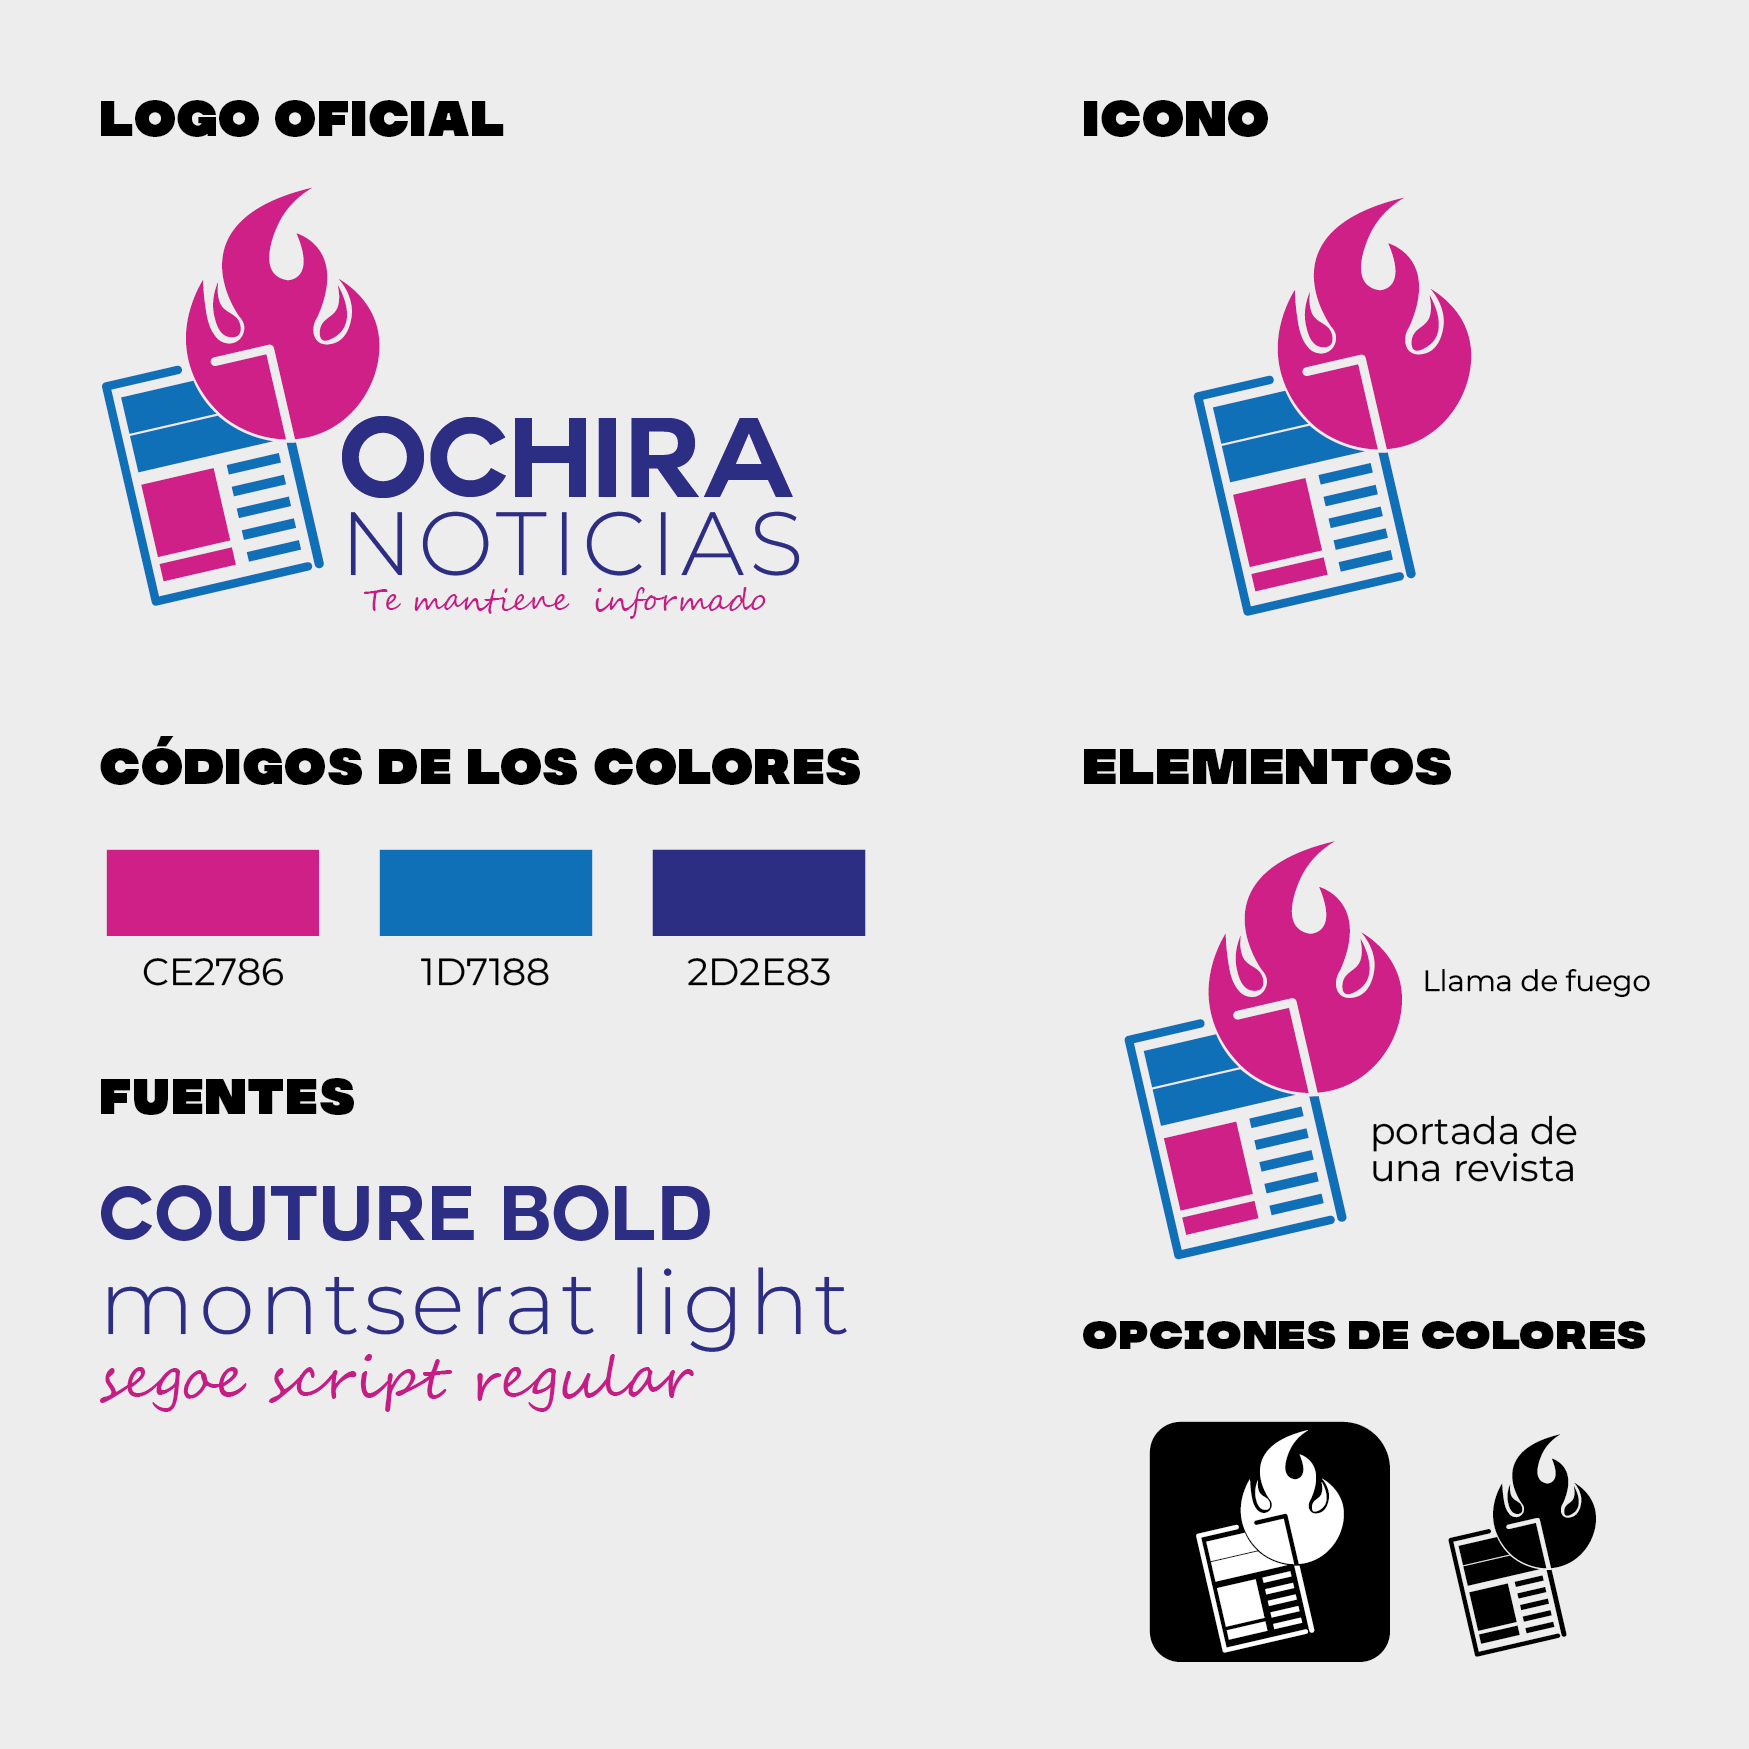 LOGO OFICIAL
OCHIRA
NOTICIAS
Te mantiene informado
ICONO
CÓDIGOS DE LOS COLORES
CE2786
1D7188
2D2E83
FUENTES
COUTURE BOLD
montserat light
segoe script regular
ELEMENTOS
Llama de fuego
portada de
una revista
OPCIONES DE COLORES